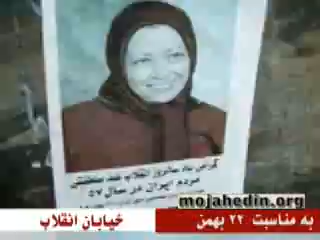 گرامی باد سالروز انقلاب ضد سلطنتی
مردم ایران در سال ۵۷
mojahedin.org
به مناسبت ۲۲ بهمن
خیابان انقلاب